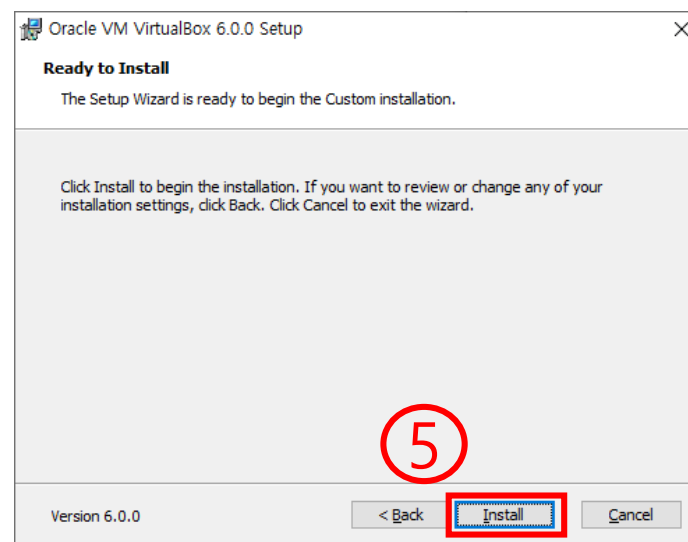 Oracle VM VirtualBox 6.0.0 Setup
Ready to Install
The Setup Wizard is ready to begin the Custom installation.
Click Install to begin the installation. If you want to review or change any of your
installation settings, click Back. Click Cancel to exit the wizard.
5
Version 6.0.0
< Back
Install
Cancel